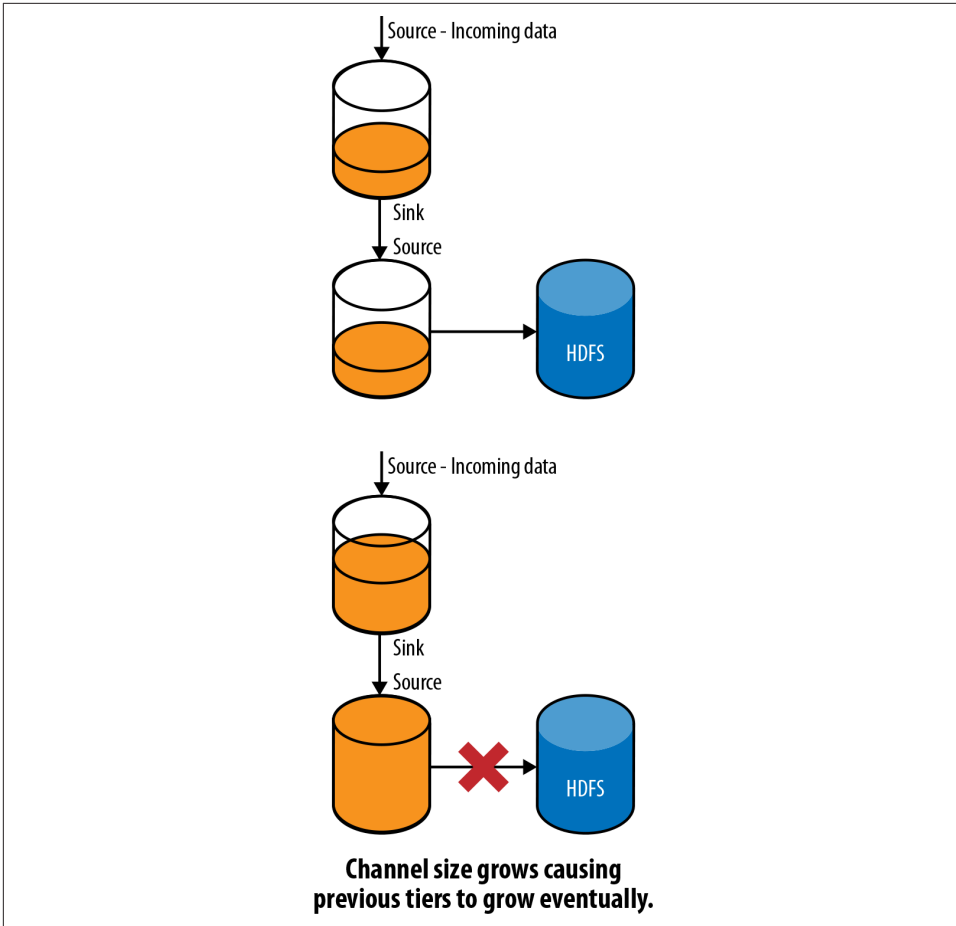 Source - Incoming data
Sink
Source
HDFS
Source - Incoming data
Sink
Source
HDFS
Channel size grows causing
previous tiers to grow eventually.